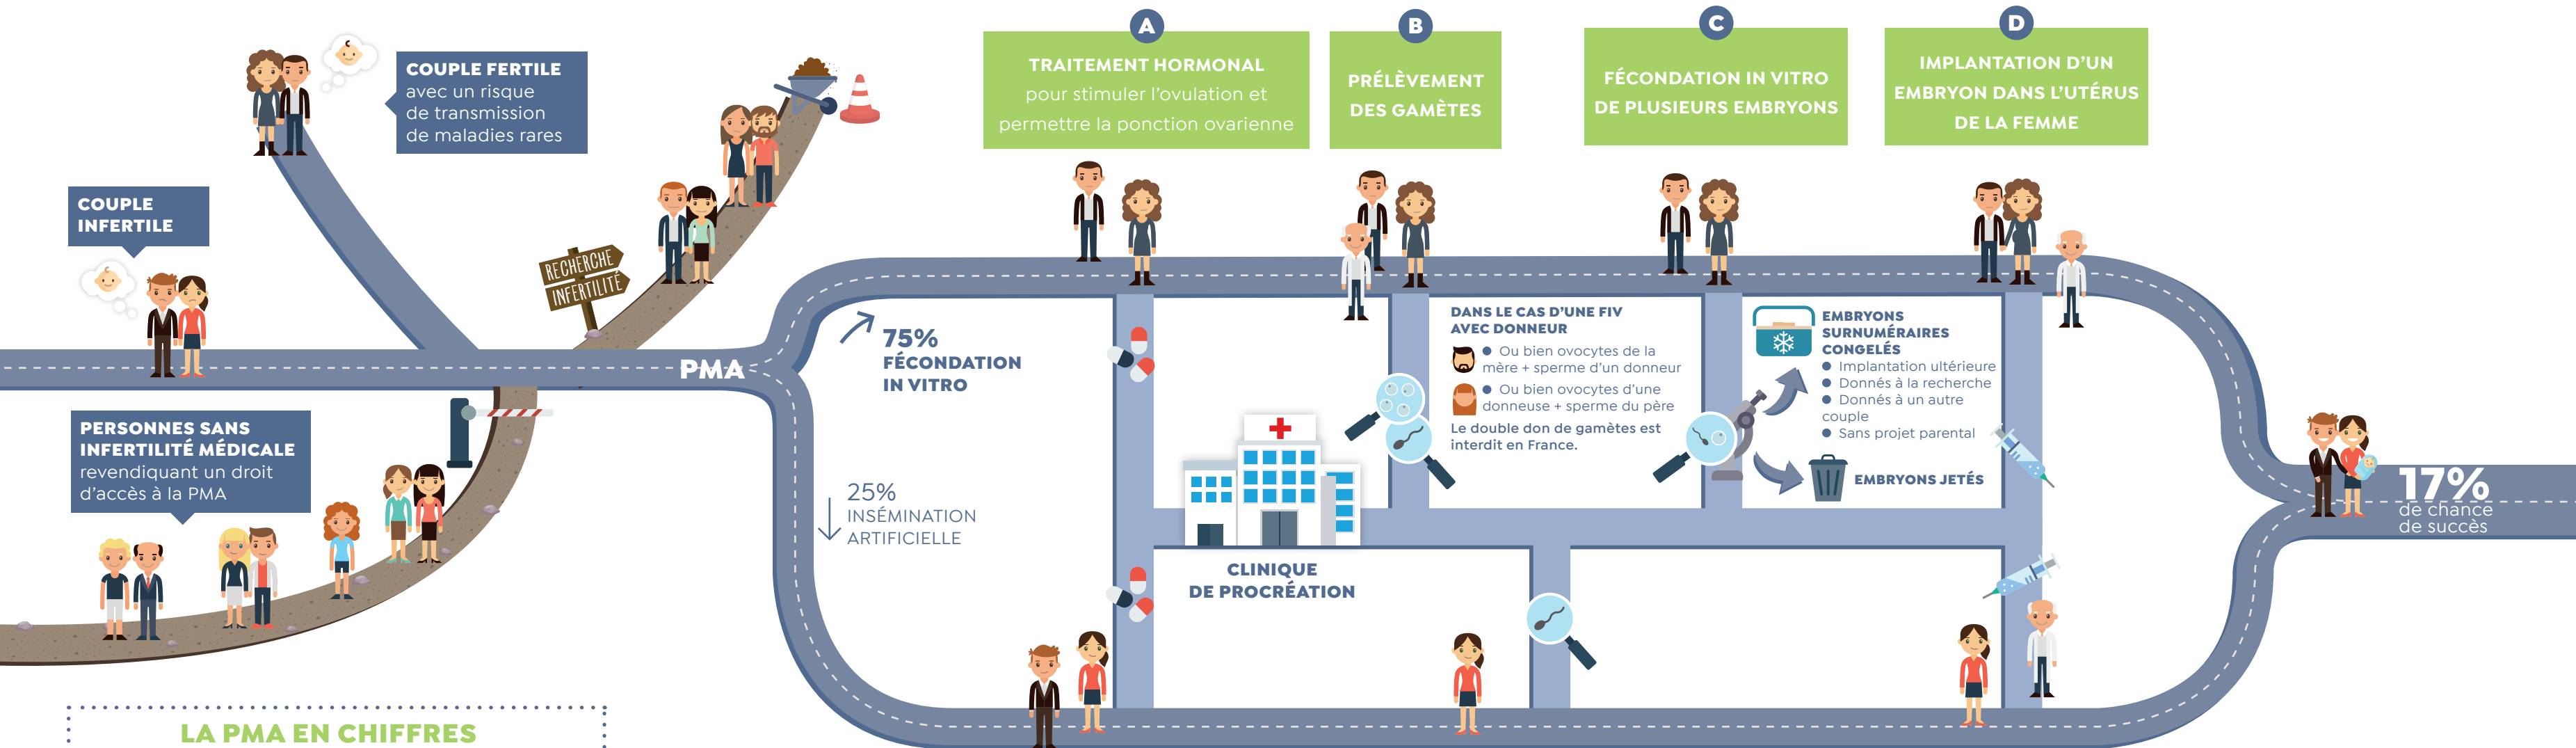 COUPLE FERTILE
avec un risque
de transmission
de maladies rares
COUPLE
INFERTILE
PERSONNES SANS
INFERTILITÉ MÉDICALE
revendiquant un droit
d'accès à la PMA
RECHERCHE
INFERTILITÉ
PMA
75%
FÉCONDATION
IN VITRO
25%
INSÉMINATION
ARTIFICIELLE
A
TRAITEMENT HORMONAL
pour stimuler l'ovulation et
permettre la ponction ovarienne
B
PRÉLÈVEMENT
DES GAMÈTES
C
FÉCONDATION IN VITRO
DE PLUSIEURS EMBRYONS
D
IMPLANTATION D'UN
EMBRYON DANS L'UTÉRUS
DE LA FEMME
DANS LE CAS D'UNE FIV
AVEC DONNEUR
● Ou bien ovocytes de la
mère + sperme d'un donneur
● Ou bien ovocytes d'une
donneuse + sperme du père
Le double don de gamètes est
interdit en France.
EMBRYONS
SURNUMÉRAIRES
CONGELÉS
● Implantation ultérieure
● Donnés à la recherche
● Donnés à un autre
couple
● Sans projet parental
EMBRYONS JETÉS
CLINIQUE
DE PROCRÉATION
17%
de chance
de succès
LA PMA EN CHIFFRES